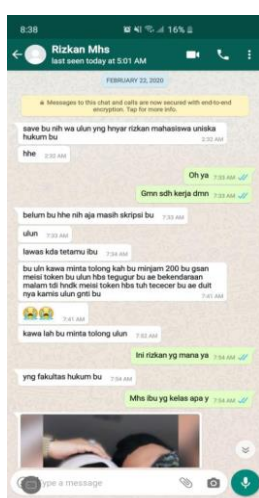 8:38
16%
Rizkan Mhs
last seen today at 5:01 AM
FEBRUARY 22, 2020
Messages to this chat and calls are now secured with end-to-end
encryption. Tap for more info.
save bu nih wa ulun yng hnyar rizkan mahasiswa uniska
hukum bu
2:32 AM
hhe 2:32 AM
Oh ya 7:33 AM
Gmn sdh kerja dmn 7:33 AM
belum bu hhe nih aja masih skripsi bu 7:33 AM
ulun 7:33 AM
lawas kda tetamu ibu 7:34 AM
bu uln kawa minta tolong kah bu minjam 200 bu gsan
meisi token bu ulun hbs tegugur bu ae bekendaraan
malam tdi hndk meisi token hbs tuh tececer bu ae duit
nya kamis ulun gnti bu
7:41 AM
😭😭 7:41 AM
kawa lah bu minta tolong ulun 7:53 AM
Ini rizkan yg mana ya 7:54 AM
yng fakultas hukum bu 7:54 AM
Mhs ibu yg kelas apa y 7:54 AM
Type a message